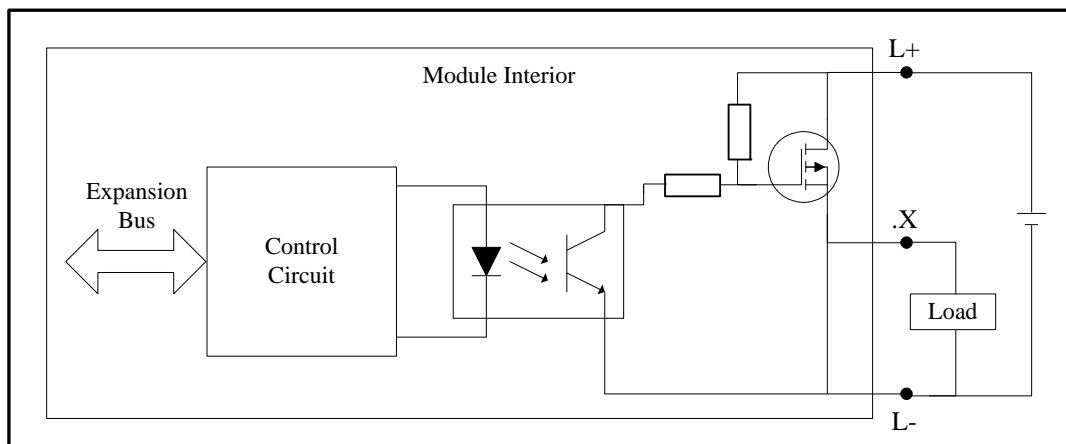 Module Interior
L+
Expansion
Bus
Control
Circuit
.X
Load
L-